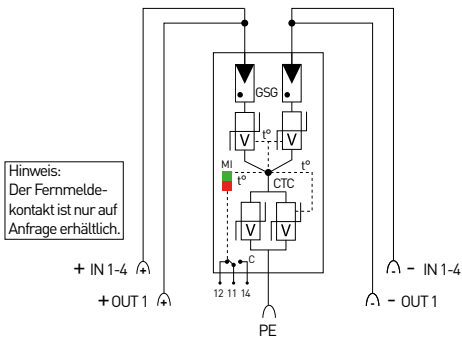 GSG
V
V
t°
t°
MI
t°
CTC
Hinweis:
Der Fernmelde-
kontakt ist nur auf
Anfrage erhältlich.
V
V
C
+ IN 1-4 +
- - IN 1-4
12 11 14
+ OUT 1 +
- - OUT 1
PE